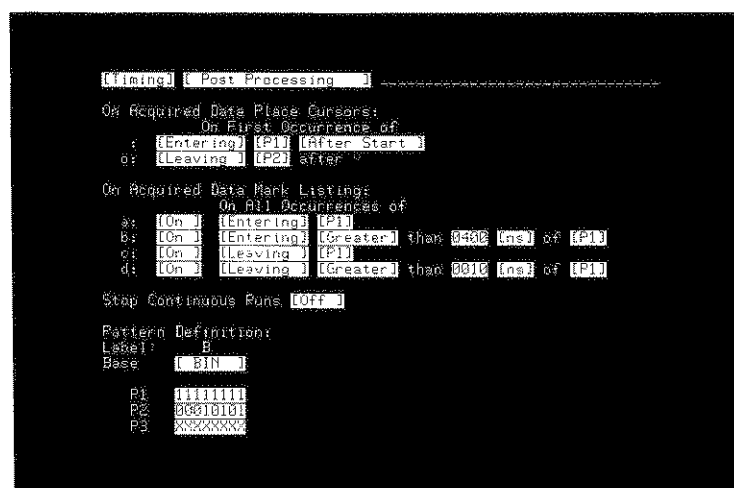 [Timing] [ Post Processing ]
On Acquired Data Place Cursors:
On First Occurrence of
x: [Entering] [P1] [After Start ]
o: [Leaving ] [P2] after x
On Acquired Data Mark Listing:
On All Occurrences of
a: [On ] [Entering] [P1]
b: [On ] [Entering] [Greater] than 0400 [ns] of [P1]
c: [On ] [Leaving ] [P1]
d: [On ] [Leaving ] [Greater] than 0010 [ns] of [P1]
Stop Continuous Runs [Off ]
Pattern Definition:
Label: B
Base [ BIN ]
P1 11111111
P2 00010101
P3 XXXXXXXX